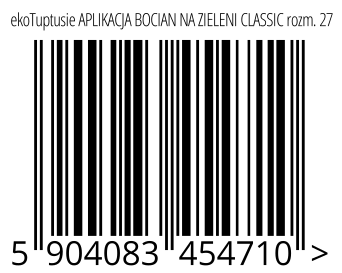 ekoTuptusie APLIKACJA BOCIAN NA ZIELENI CLASSIC rozm. 27
5 904083 454710 >